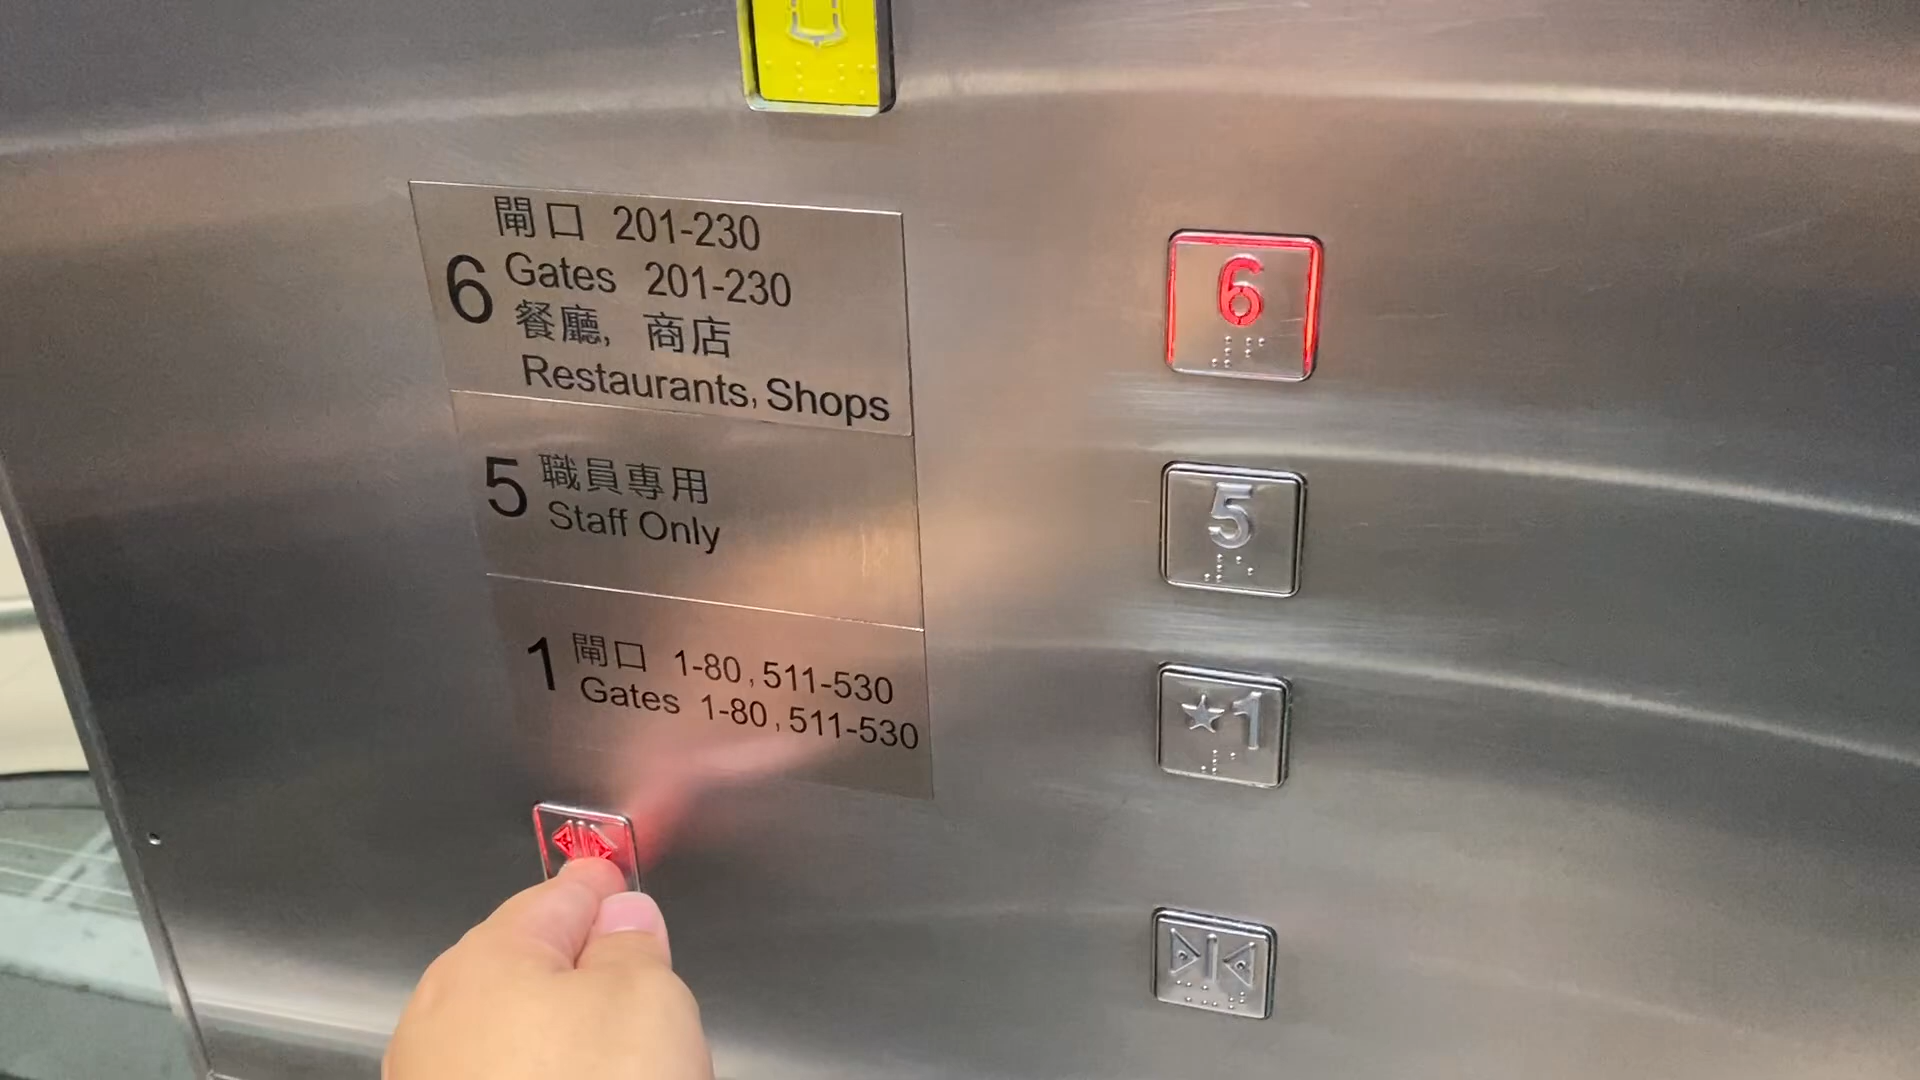 閘口 201-230
6 Gates 201-230
餐廳, 商店
Restaurants, Shops
5 職員專用
Staff Only
1 閘口 1-80, 511-530
Gates 1-80, 511-530
6
5
★1